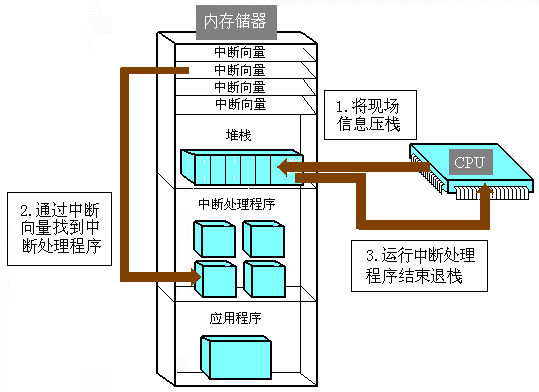 内存储器
中断向量
中断向量
中断向量
中断向量
堆栈
中断处理程序
应用程序
1.将现场
信息压栈
CPU
2.通过中断
向量找到中
断处理程序
3.运行中断处理
程序结束退栈